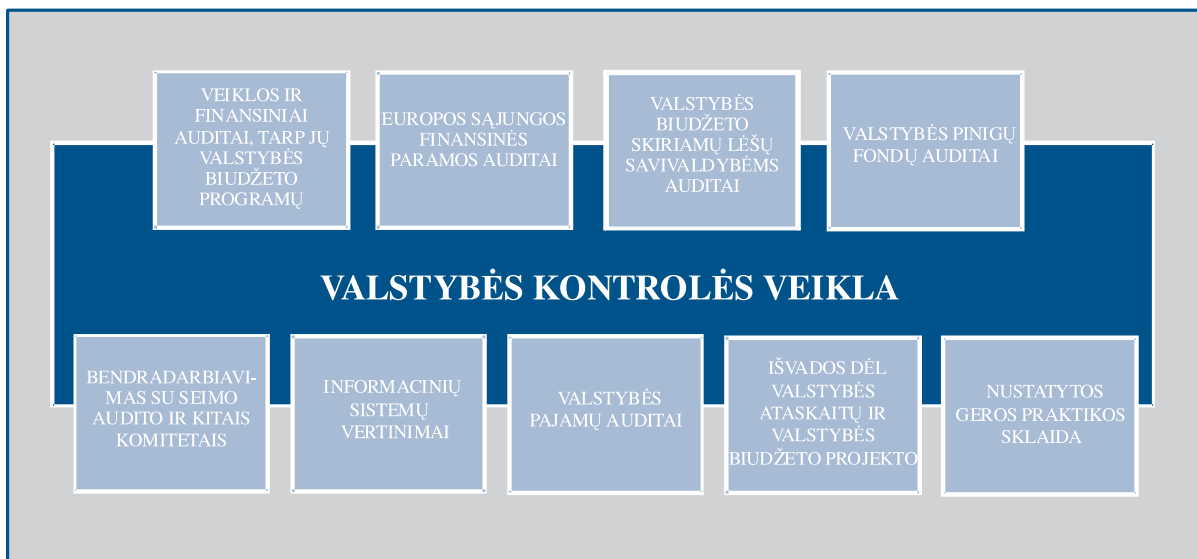 VEIKLOS IR
FINANSINIAI
AUDITAI, TARP JŲ
VALSTYBĖS
BIUDŽETO
PROGRAMŲ
EUROPOS SĄJUNGOS
FINANSINĖS
PARAMOS AUDITAI
VALSTYBĖS
BIUDŽETO
SKIRIAMŲ LĖŠŲ
SAVIVALDYBĖMS
AUDITAI
VALSTYBĖS PINIGŲ
FONDŲ AUDITAI
VALSTYBĖS KONTROLĖS VEIKLA
BENDRADARBIAVI-
MAS SU SEIMO
AUDITO IR KITAIS
KOMITETAIS
INFORMACINIŲ
SISTEMŲ
VERTINIMAI
VALSTYBĖS
PAJAMŲ AUDITAI
IŠVADOS DĖL
VALSTYBĖS
ATASKAITŲ IR
VALSTYBĖS
BIUDŽETO PROJEKTO
NUSTATYTOS
GEROS PRAKTIKOS
SKLAIDA